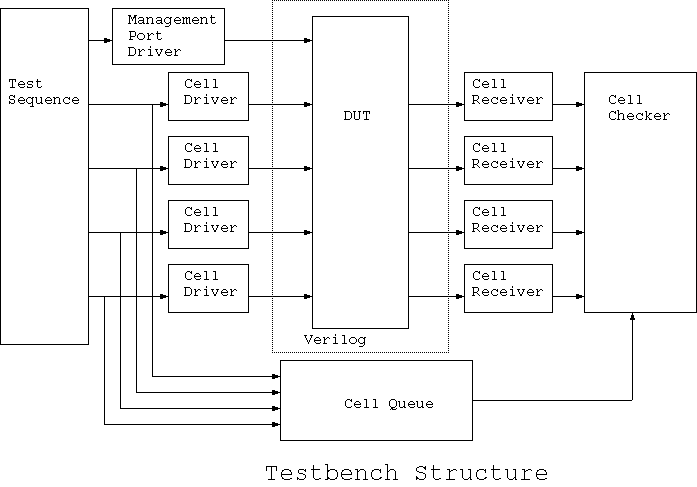 Test
Sequence
Management
Port
Driver
Cell
Driver
Cell
Driver
Cell
Driver
Cell
Driver
DUT
Verilog
Cell
Receiver
Cell
Receiver
Cell
Receiver
Cell
Receiver
Cell
Checker
Cell Queue
Testbench Structure